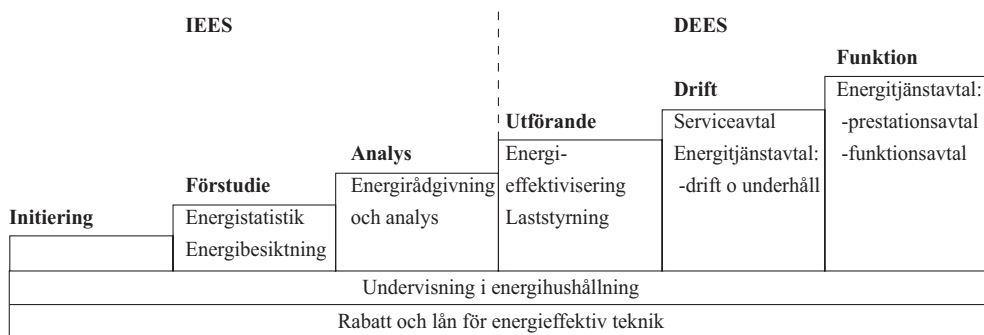 IEES
DEES
Initiering
Förstudie
Energistatistik
Energibesiktning
Analys
Energirådgivning
och analys
Utförande
Energi-
effektivisering
Laststyrning
Drift
Serviceavtal
Energitjänstavtal:
-drift o underhåll
Funktion
Energitjänstavtal:
-prestationsavtal
-funktionsavtal
Undervisning i energihushållning
Rabatt och lån för energieffektiv teknik